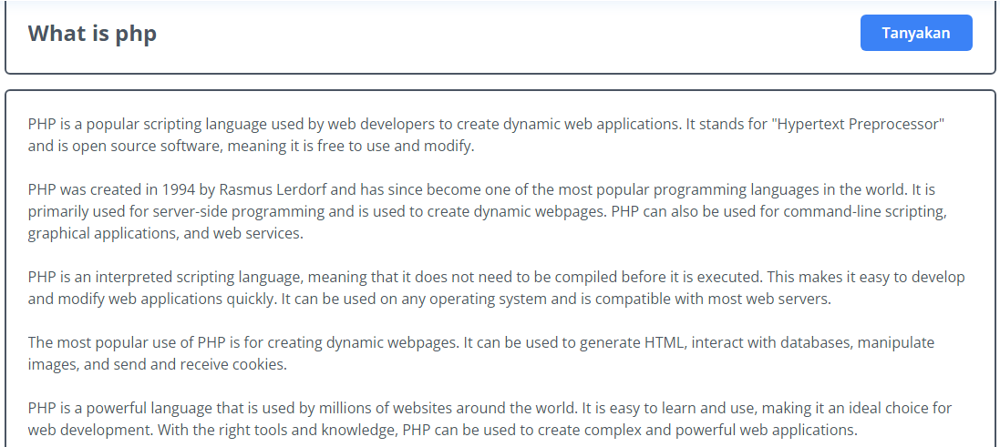 What is php
Tanyakan
PHP is a popular scripting language used by web developers to create dynamic web applications. It stands for "Hypertext Preprocessor"
and is open source software, meaning it is free to use and modify.
PHP was created in 1994 by Rasmus Lerdorf and has since become one of the most popular programming languages in the world. It is
primarily used for server-side programming and is used to create dynamic webpages. PHP can also be used for command-line scripting,
graphical applications, and web services.
PHP is an interpreted scripting language, meaning that it does not need to be compiled before it is executed. This makes it easy to develop
and modify web applications quickly. It can be used on any operating system and is compatible with most web servers.
The most popular use of PHP is for creating dynamic webpages. It can be used to generate HTML, interact with databases, manipulate
images, and send and receive cookies.
PHP is a powerful language that is used by millions of websites around the world. It is easy to learn and use, making it an ideal choice for
web development. With the right tools and knowledge, PHP can be used to create complex and powerful web applications.